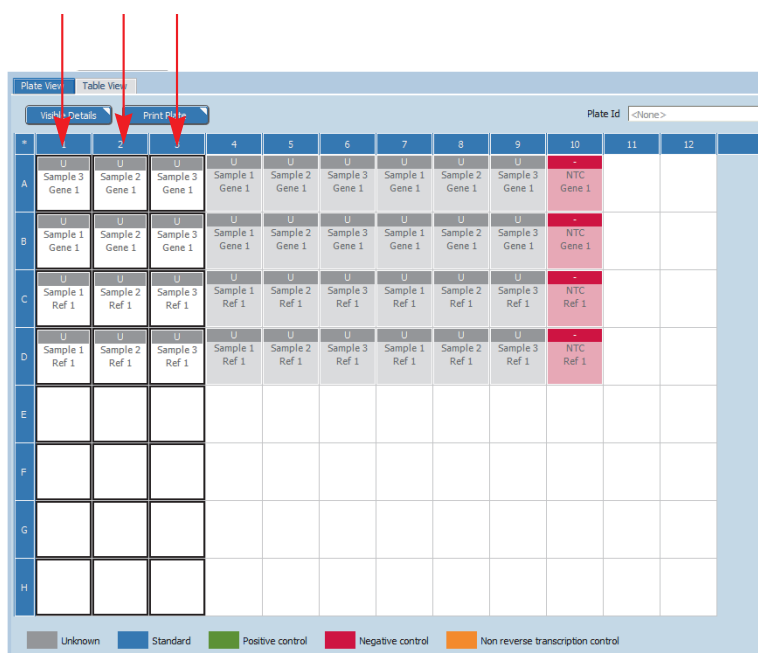 Plate View Table View
Visible Details Print Plate Plate Id <None>
* 1 2 3 4 5 6 7 8 9 10 11 12
U U U U U U U U U -
A Sample 3 Sample 2 Sample 3 Sample 1 Sample 2 Sample 3 Sample 1 Sample 2 Sample 3 NTC
Gene 1 Gene 1 Gene 1 Gene 1 Gene 1 Gene 1 Gene 1 Gene 1 Gene 1 Gene 1
U U U U U U U U U -
B Sample 1 Sample 2 Sample 3 Sample 1 Sample 2 Sample 3 Sample 1 Sample 2 Sample 3 NTC
Gene 1 Gene 1 Gene 1 Gene 1 Gene 1 Gene 1 Gene 1 Gene 1 Gene 1 Gene 1
U U U U U U U U U -
C Sample 1 Sample 2 Sample 3 Sample 1 Sample 2 Sample 3 Sample 1 Sample 2 Sample 3 NTC
Ref 1 Ref 1 Ref 1 Ref 1 Ref 1 Ref 1 Ref 1 Ref 1 Ref 1 Ref 1
U U U U U U U U U -
D Sample 1 Sample 2 Sample 3 Sample 1 Sample 2 Sample 3 Sample 1 Sample 2 Sample 3 NTC
Ref 1 Ref 1 Ref 1 Ref 1 Ref 1 Ref 1 Ref 1 Ref 1 Ref 1 Ref 1
E
F
G
H
Unknown Standard Positive control Negative control Non reverse transcription control